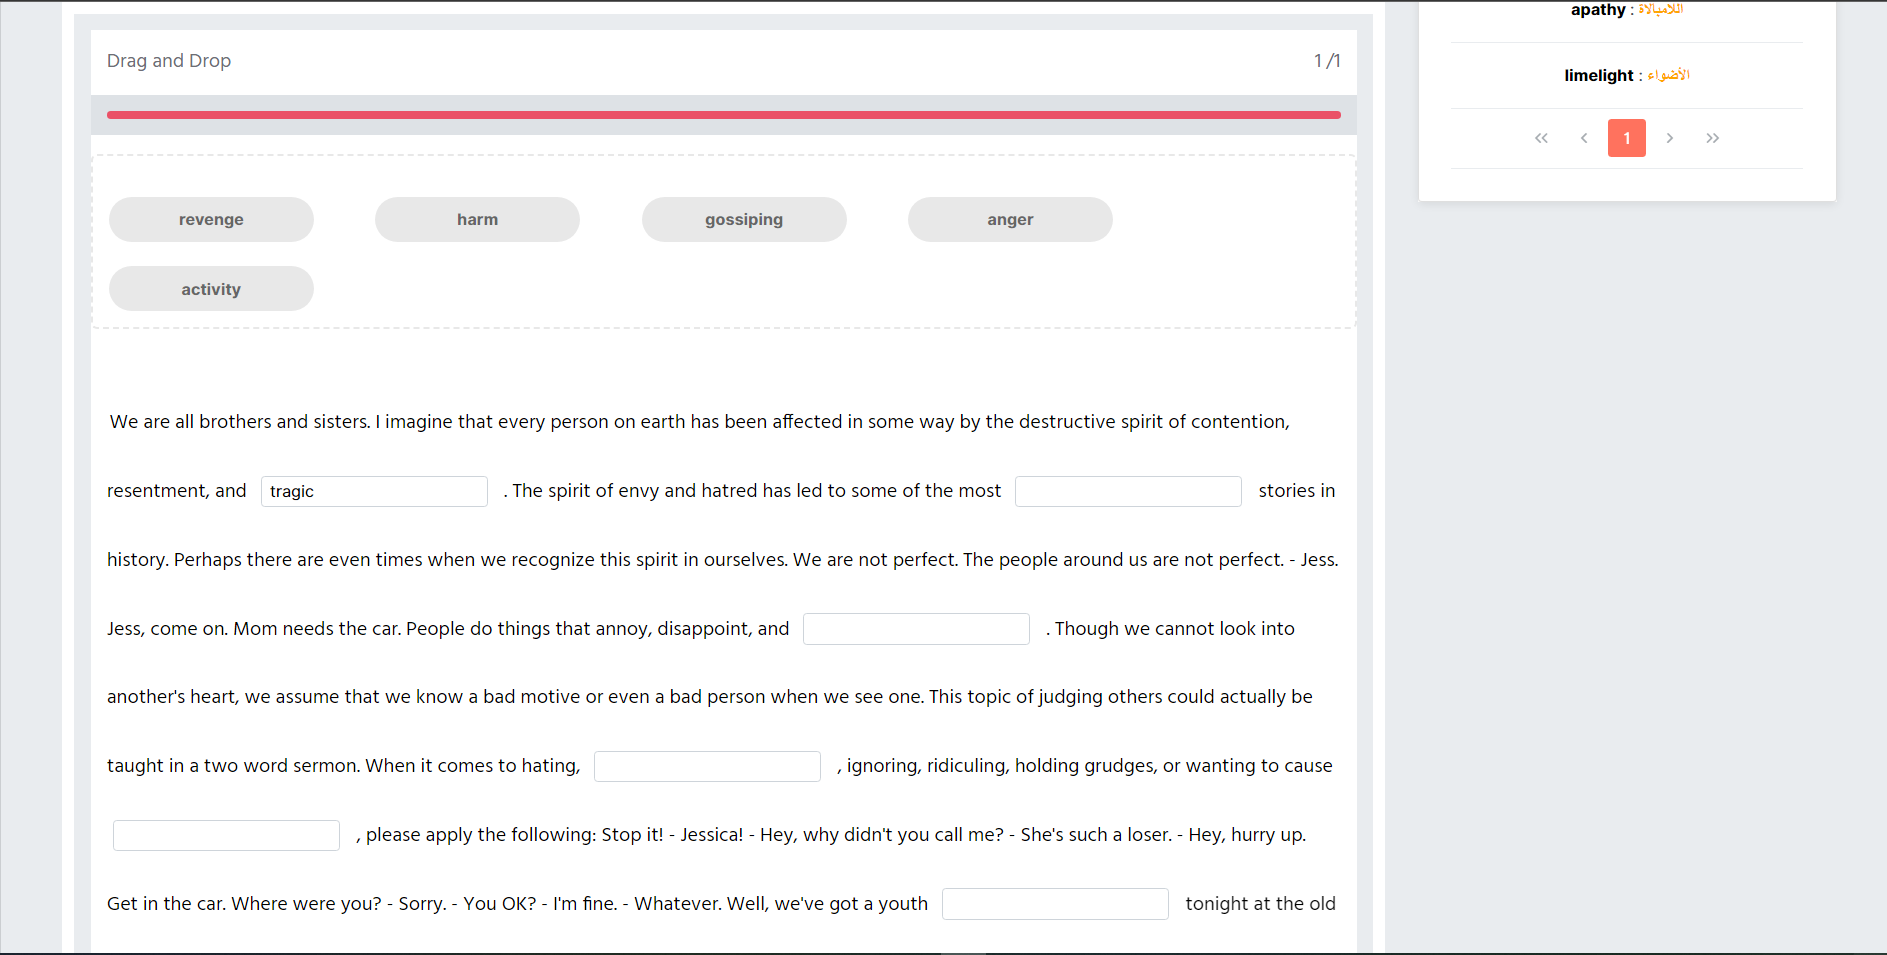 Drag and Drop
1 /1
revenge
harm
gossiping
anger
activity
We are all brothers and sisters. I imagine that every person on earth has been affected in some way by the destructive spirit of contention,
resentment, and tragic . The spirit of envy and hatred has led to some of the most stories in
history. Perhaps there are even times when we recognize this spirit in ourselves. We are not perfect. The people around us are not perfect. - Jess.
Jess, come on. Mom needs the car. People do things that annoy, disappoint, and . Though we cannot look into
another's heart, we assume that we know a bad motive or even a bad person when we see one. This topic of judging others could actually be
taught in a two word sermon. When it comes to hating, , ignoring, ridiculing, holding grudges, or wanting to cause
, please apply the following: Stop it! - Jessica! - Hey, why didn't you call me? - She's such a loser. - Hey, hurry up.
Get in the car. Where were you? - Sorry. - You OK? - I'm fine. - Whatever. Well, we've got a youth tonight at the old
apathy : اللامبالاة
limelight : الأضواء
« ‹ 1 › »